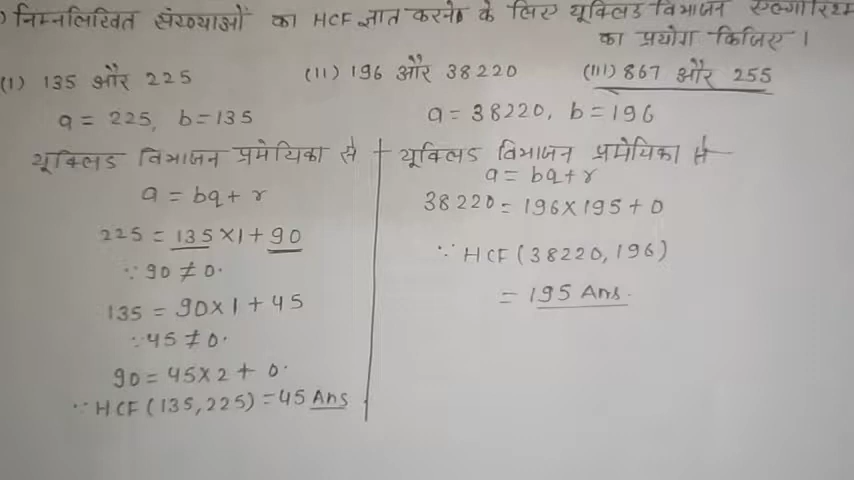 निम्नलिखित संख्याओं का HCF ज्ञात करने के लिए यूक्लिड विभाजन एल्गोरिथ्म
का प्रयोग किजिए ।
(I) 135 और 225 (II) 196 और 38220 (III) 867 और 255
a = 225, b = 135
यूक्लिड विभाजन प्रमेयिका से
a = bq + r
225 = 135 × 1 + 90
∵ 90 ≠ 0.
135 = 90 × 1 + 45
∵ 45 ≠ 0.
90 = 45 × 2 + 0.
∵ HCF (135, 225) = 45 Ans
a = 38220, b = 196
यूक्लिड विभाजन प्रमेयिका से
a = bq + r
38220 = 196 × 195 + 0
∵ HCF (38220, 196)
= 195 Ans.